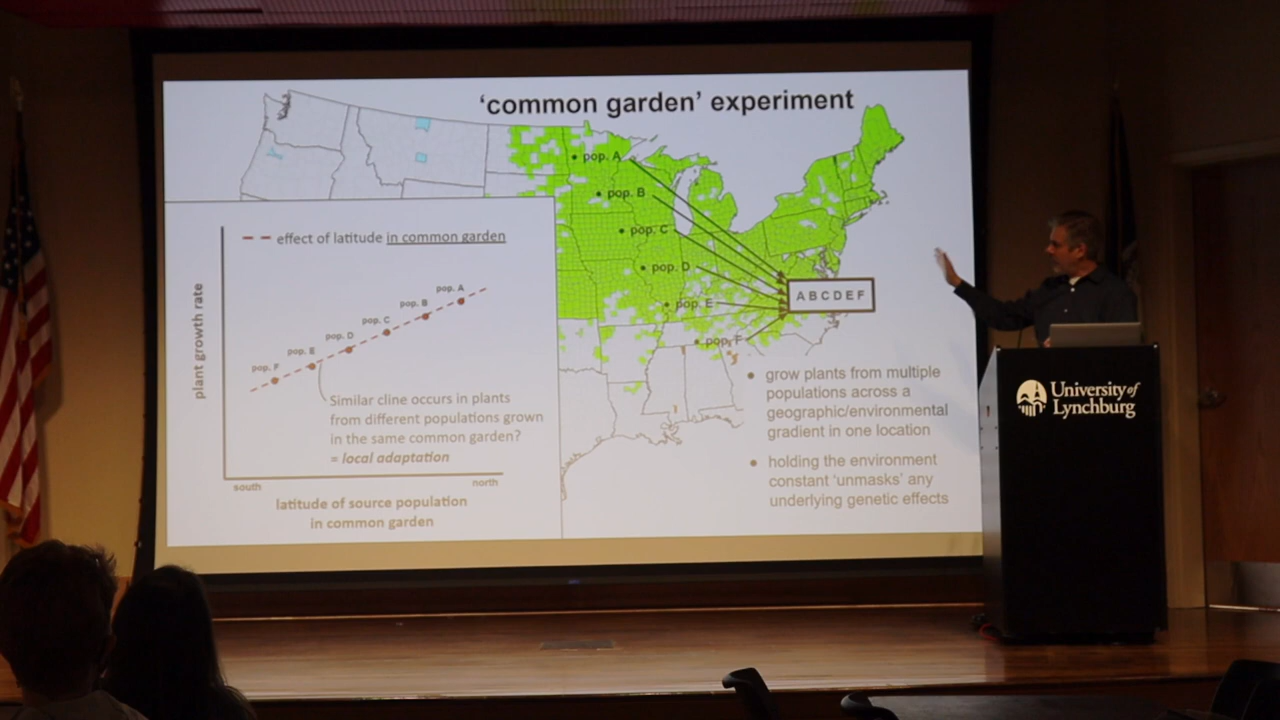 ‘common garden’ experiment
pop. A
pop. B
pop. C
pop. D
pop. E
pop. F
A B C D E F
effect of latitude in common garden
plant growth rate
pop. A
pop. B
pop. C
pop. D
pop. E
pop. F
Similar cline occurs in plants
from different populations grown
in the same common garden?
= local adaptation
south
north
latitude of source population
in common garden
• grow plants from multiple
populations across a
geographic/environmental
gradient in one location
• holding the environment
constant ‘unmasks’ any
underlying genetic effects
University of
Lynchburg